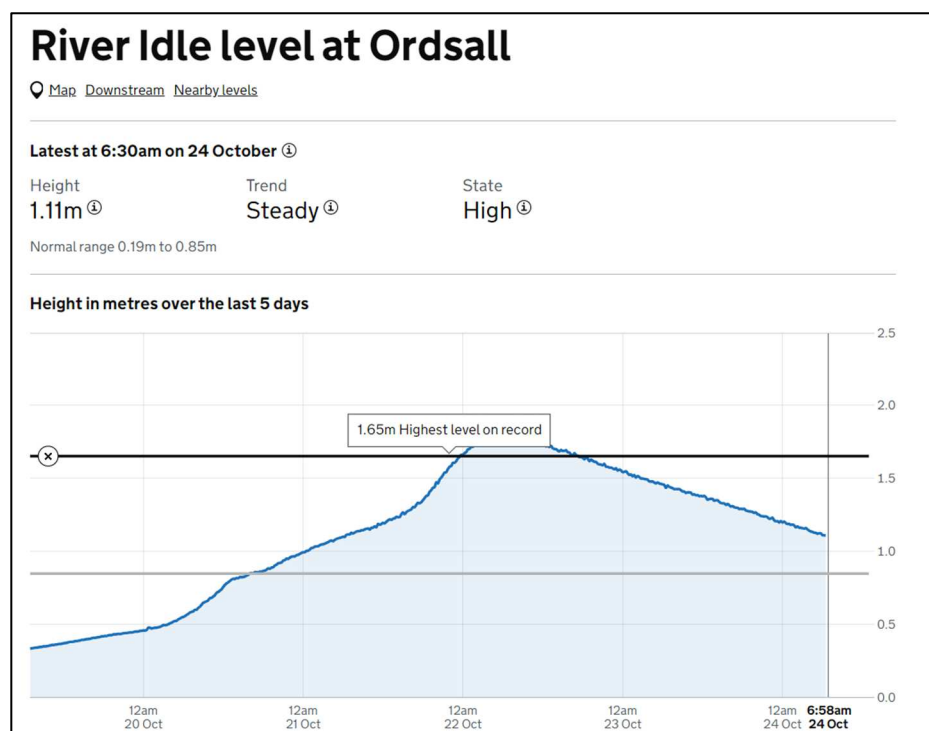 River Idle level at Ordsall
Map Downstream Nearby levels
Latest at 6:30am on 24 October
Height Trend State
1.11m Steady High
Normal range 0.19m to 0.85m
Height in metres over the last 5 days
2.5
2.0
1.65m Highest level on record
1.5
1.0
0.5
0.0
12am 12am 12am 12am 12am 6:58am
20 Oct 21 Oct 22 Oct 23 Oct 24 Oct 24 Oct